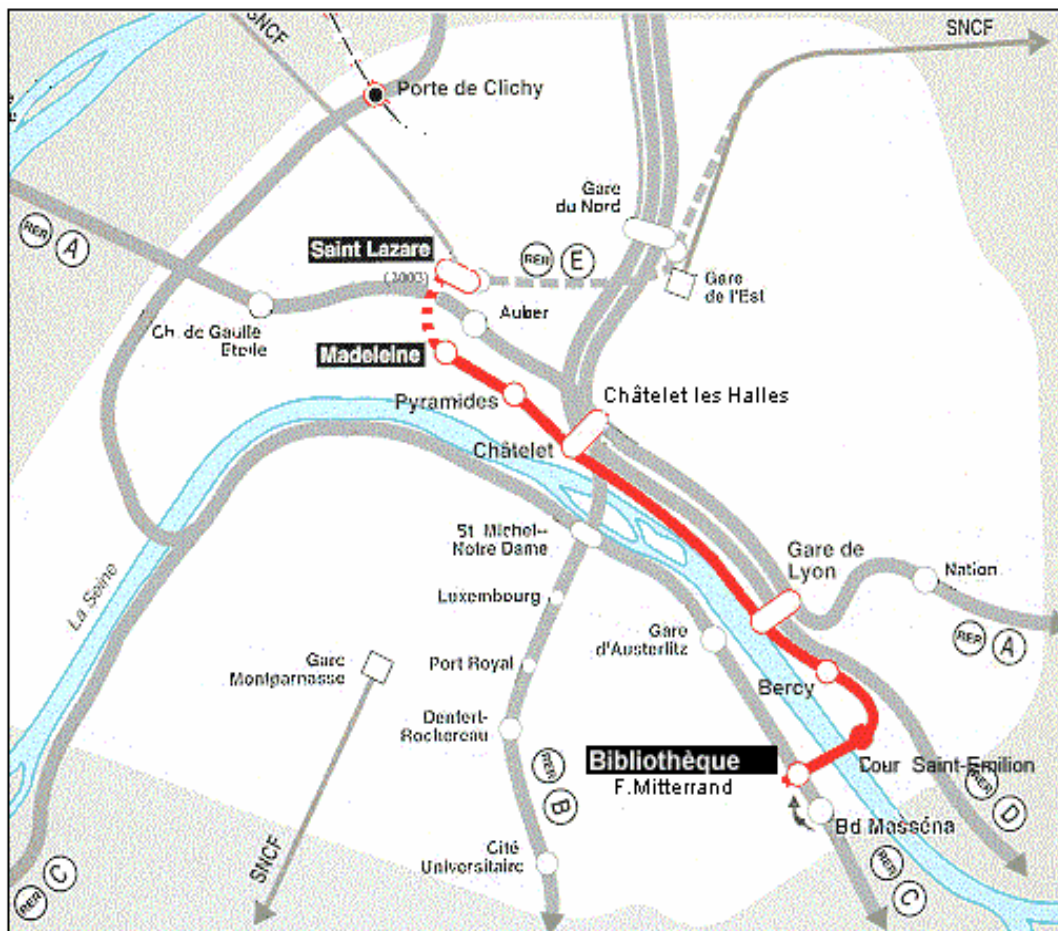 SNCF
SNCF
Porte de Clichy
Gare
du Nord
RER A
Saint Lazare
(2003)
RER E
Gare
de l'Est
Auber
Ch. de Gaulle
Etoile
Madeleine
Pyramides
Châtelet les Halles
Châtelet
St Michel-
Notre Dame
Gare de
Lyon
Nation
La Seine
Luxembourg
Gare
d'Austerlitz
RER A
Gare
Montparnasse
Port Royal
Bercy
Denfert-
Rochereau
Bibliothèque
F.Mitterrand
Cour Saint-Emilion
RER B
RER D
Bd Masséna
SNCF
Cité
Universitaire
RER C
RER C